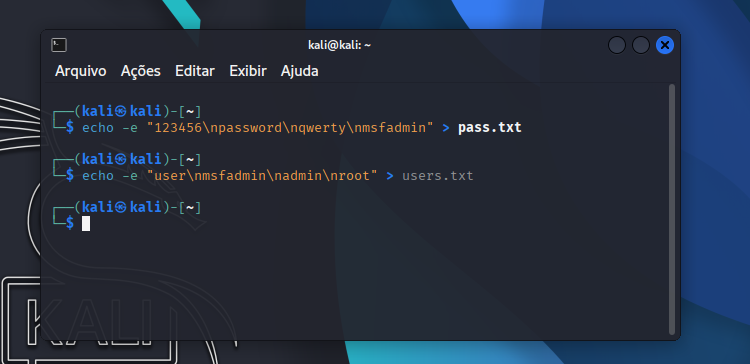 kali@kali: ~
Arquivo Ações Editar Exibir Ajuda
┌──(kali㉿kali)-[~]
└─$ echo -e "123456\npassword\nqwerty\nmsfadmin" > pass.txt
┌──(kali㉿kali)-[~]
└─$ echo -e "user\nmsfadmin\nadmin\nroot" > users.txt
┌──(kali㉿kali)-[~]
└─$
KALI